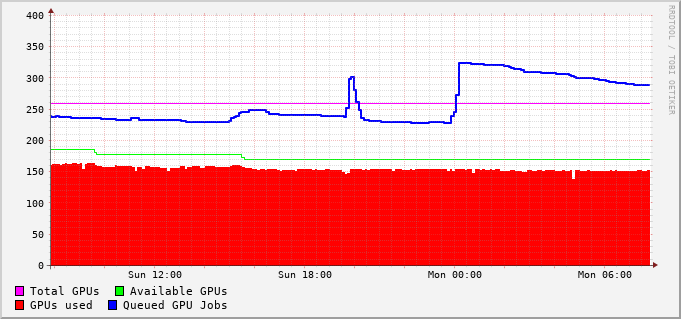 400
350
300
250
200
150
100
50
0
Sun 12:00 Sun 18:00 Mon 00:00 Mon 06:00
Total GPUs Available GPUs
GPUs used Queued GPU Jobs
RRDTOOL / TOBI OETIKER